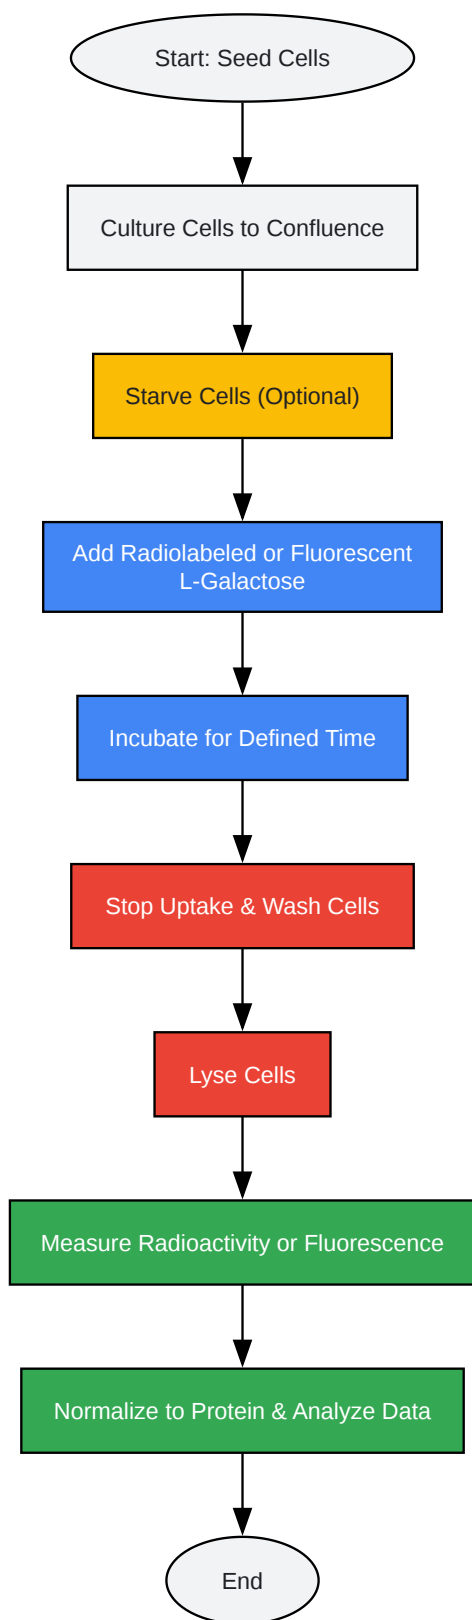 Start: Seed Cells
Culture Cells to Confluence
Starve Cells (Optional)
Add Radiolabeled or Fluorescent
L-Galactose
Incubate for Defined Time
Stop Uptake & Wash Cells
Lyse Cells
Measure Radioactivity or Fluorescence
Normalize to Protein & Analyze Data
End